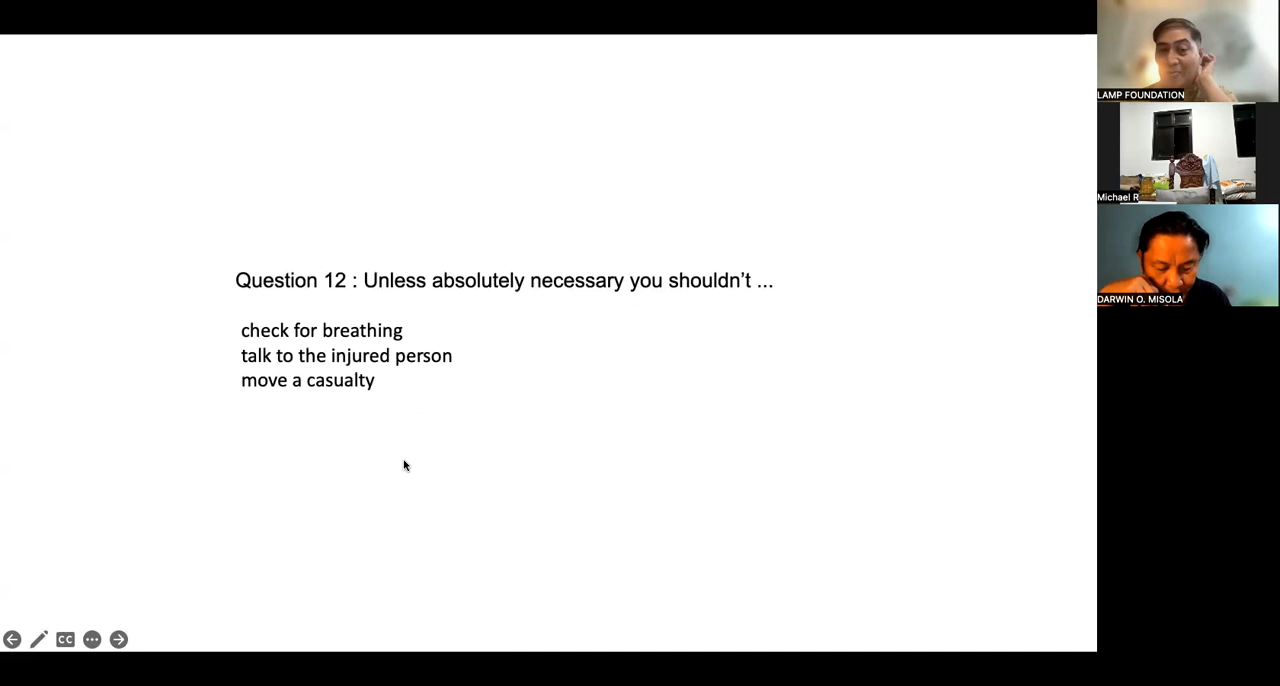 Question 12 : Unless absolutely necessary you shouldn’t ...
check for breathing
talk to the injured person
move a casualty
LAMP FOUNDATION
Michael R
DARWIN O. MISOLA
CC